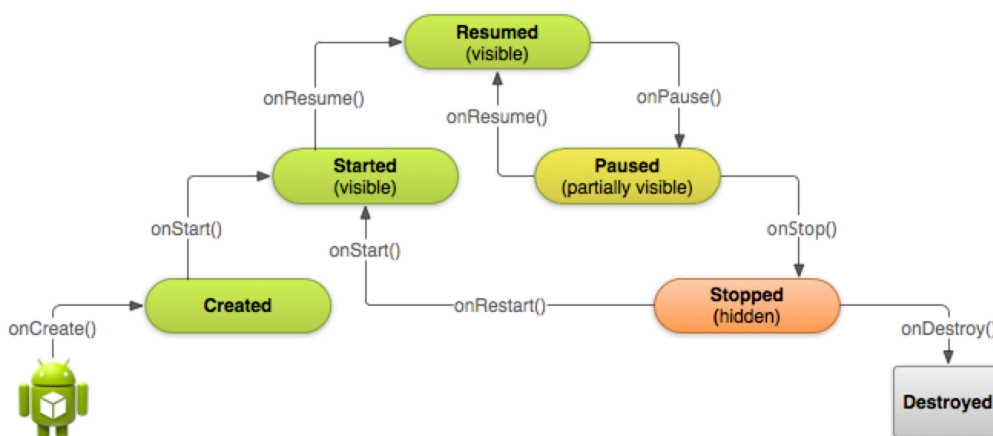 Resumed
(visible)
onResume()
onResume()
onPause()
Started
(visible)
Paused
(partially visible)
onStart()
onStart()
onStop()
Created
onRestart()
Stopped
(hidden)
onCreate()
onDestroy()
Destroyed